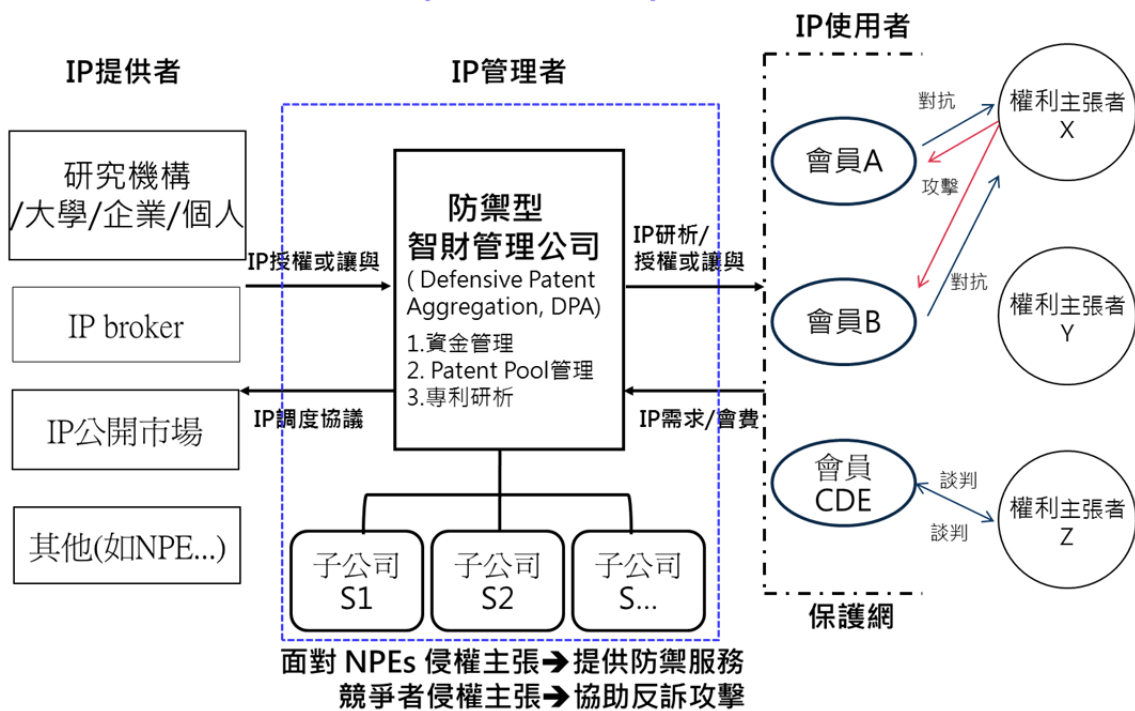 IP提供者
研究機構
/大學/企業/個人
IP broker
IP公開市場
其他(如NPE...)
IP授權或讓與
IP調度協議
IP管理者
防禦型
智財管理公司
( Defensive Patent
Aggregation, DPA)
1.資金管理
2. Patent Pool管理
3.專利研析
子公司
S1
子公司
S2
子公司
S...
IP研析/
授權或讓與
IP需求/會費
IP使用者
會員A
會員B
會員
CDE
對抗
攻擊
對抗
談判
談判
權利主張者
X
權利主張者
Y
權利主張者
Z
保護網
面對 NPEs 侵權主張➔提供防禦服務
競爭者侵權主張➔協助反訴攻擊